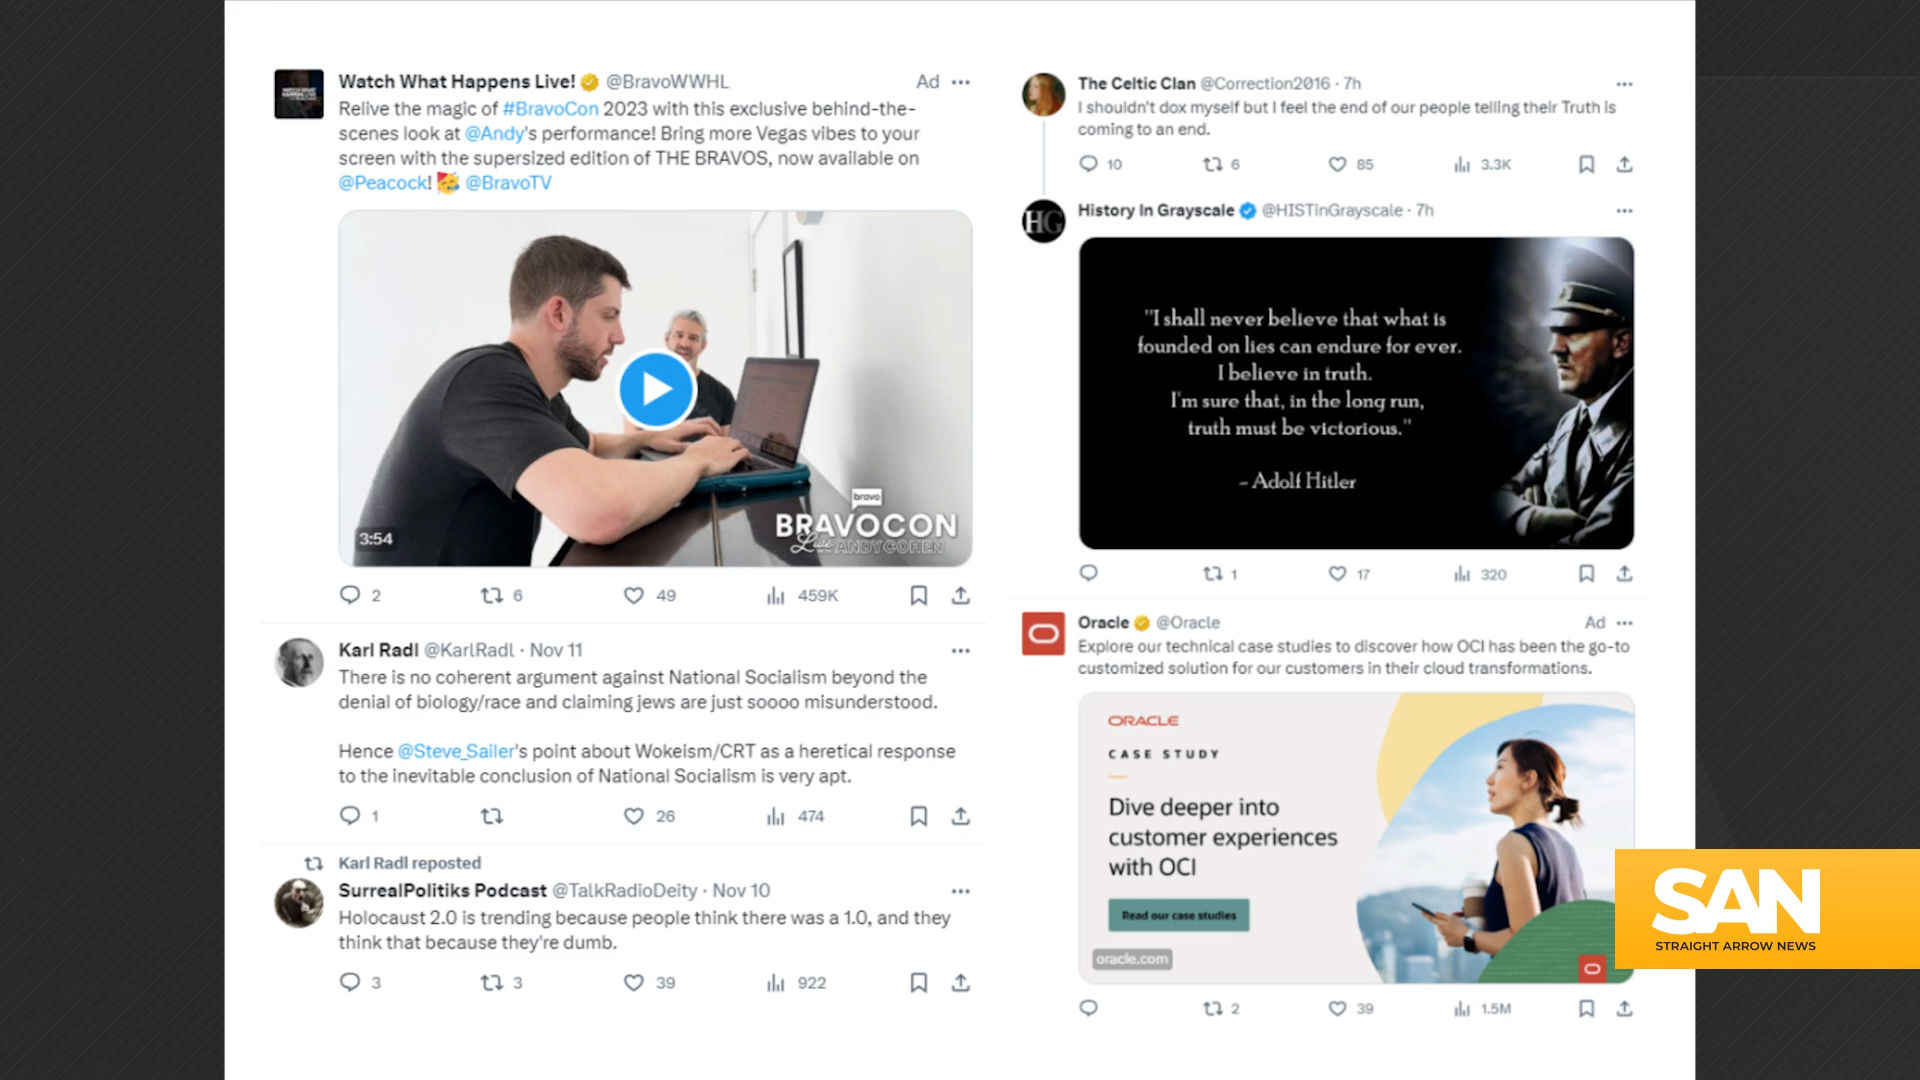 Watch What Happens Live! @BravoWWHL Ad
Relive the magic of #BravoCon 2023 with this exclusive behind-the-
scenes look at @Andy's performance! Bring more Vegas vibes to your
screen with the supersized edition of THE BRAVOS, now available on
@Peacock! 🥳 @BravoTV
bravo
BRAVOCON
Live ANDY COHEN
3:54
2 6 49 459K
Karl Radl @KarlRadl · Nov 11
There is no coherent argument against National Socialism beyond the
denial of biology/race and claiming jews are just soooo misunderstood.
Hence @Steve_Sailer's point about Wokeism/CRT as a heretical response
to the inevitable conclusion of National Socialism is very apt.
1 26 474
Karl Radl reposted
SurrealPolitiks Podcast @TalkRadioDeity · Nov 10
Holocaust 2.0 is trending because people think there was a 1.0, and they
think that because they're dumb.
3 3 39 922
The Celtic Clan @Correction2016 · 7h
I shouldn't dox myself but I feel the end of our people telling their Truth is
coming to an end.
10 6 85 3.3K
HG
History In Grayscale @HISTinGrayscale · 7h
"I shall never believe that what is
founded on lies can endure for ever.
I believe in truth.
I'm sure that, in the long run,
truth must be victorious."
- Adolf Hitler
1 17 320
Oracle @Oracle Ad
Explore our technical case studies to discover how OCI has been the go-to
customized solution for our customers in their cloud transformations.
ORACLE
CASE STUDY
Dive deeper into
customer experiences
with OCI
Read our case studies
oracle.com
2 39 1.5M
SAN
STRAIGHT ARROW NEWS